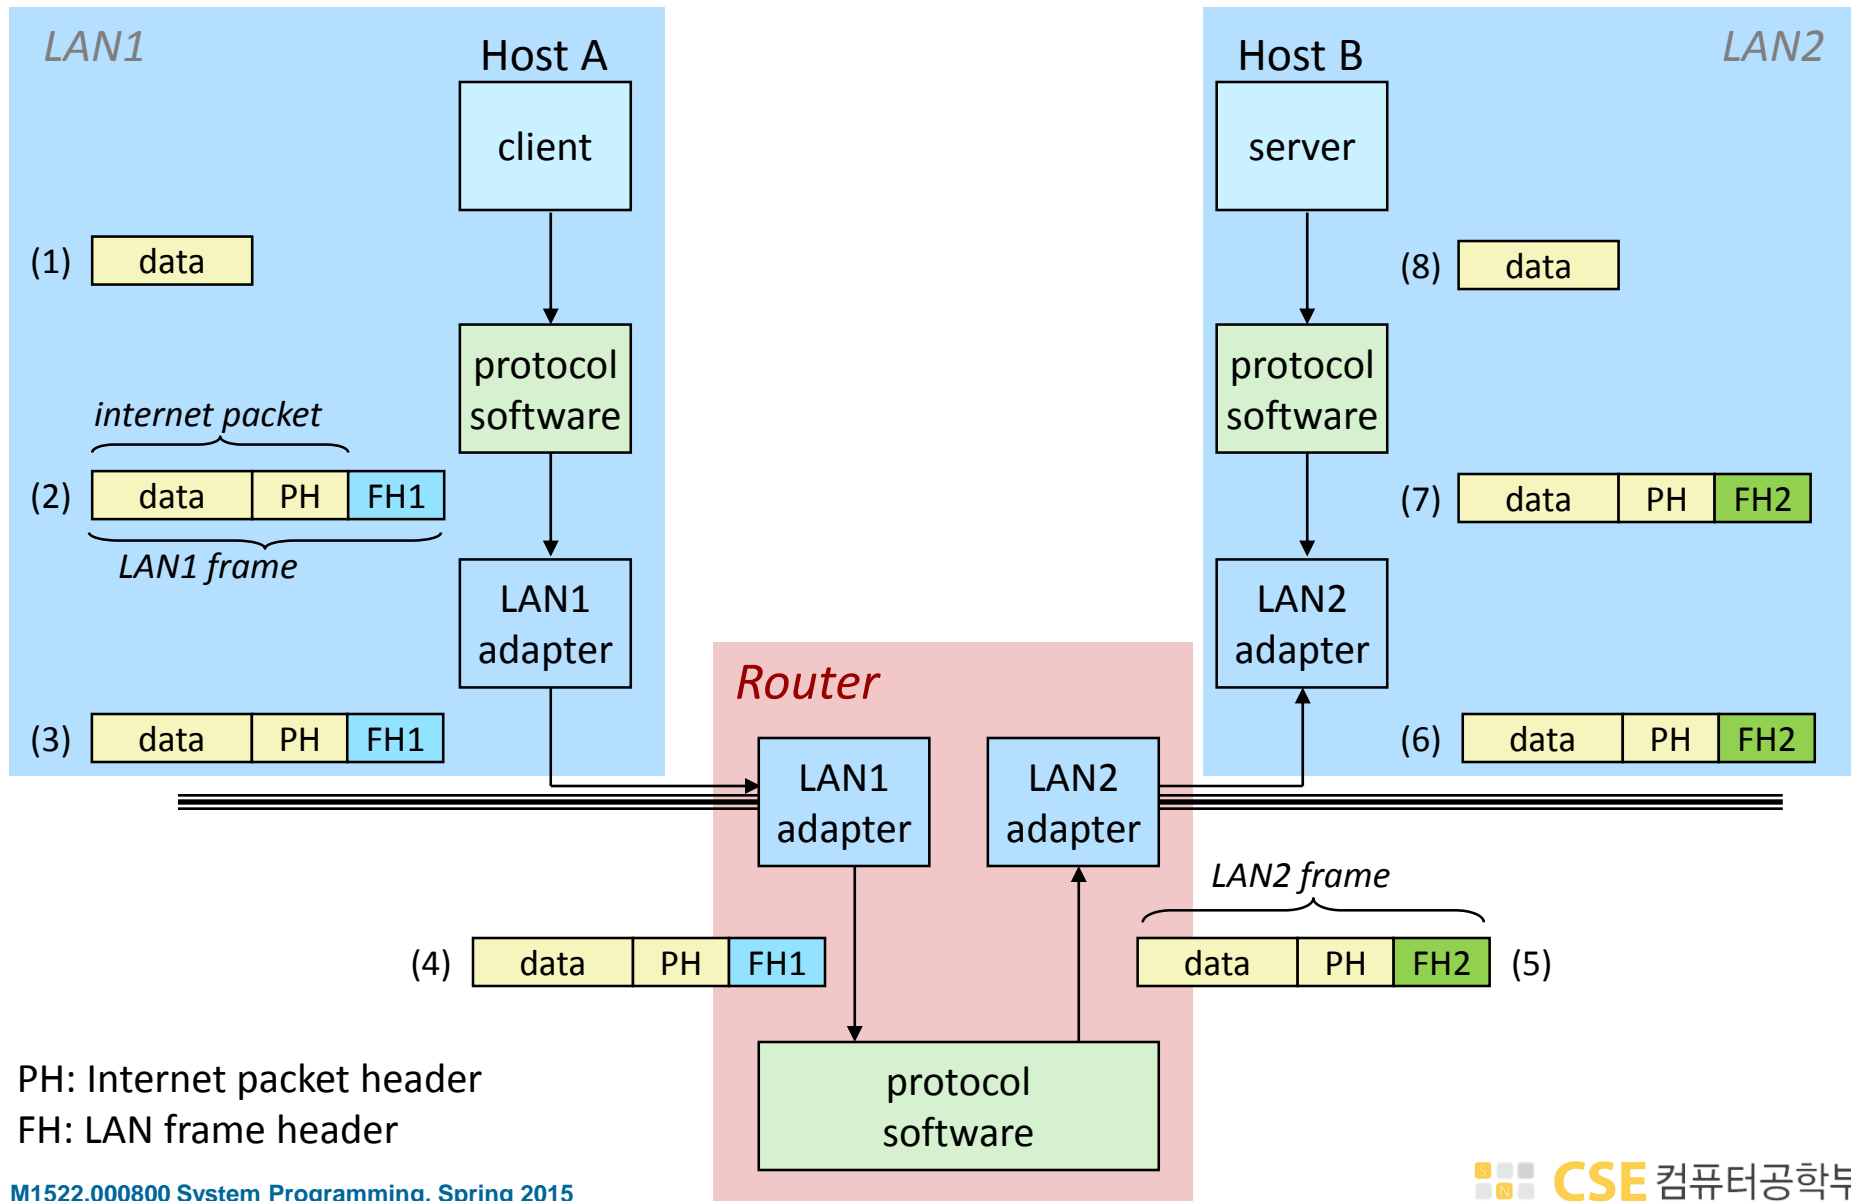 LAN1
Host A
client
(1) data
protocol
software
internet packet
(2) data PH FH1
LAN1 frame
LAN1
adapter
(3) data PH FH1
Host B
LAN2
server
(8) data
protocol
software
(7) data PH FH2
LAN2
adapter
(6) data PH FH2
Router
LAN1
adapter
LAN2
adapter
LAN2 frame
(4) data PH FH1
data PH FH2 (5)
protocol
software
PH: Internet packet header
FH: LAN frame header
M1522.000800 System Programming, Spring 2015
S N CSE 컴퓨터공학부